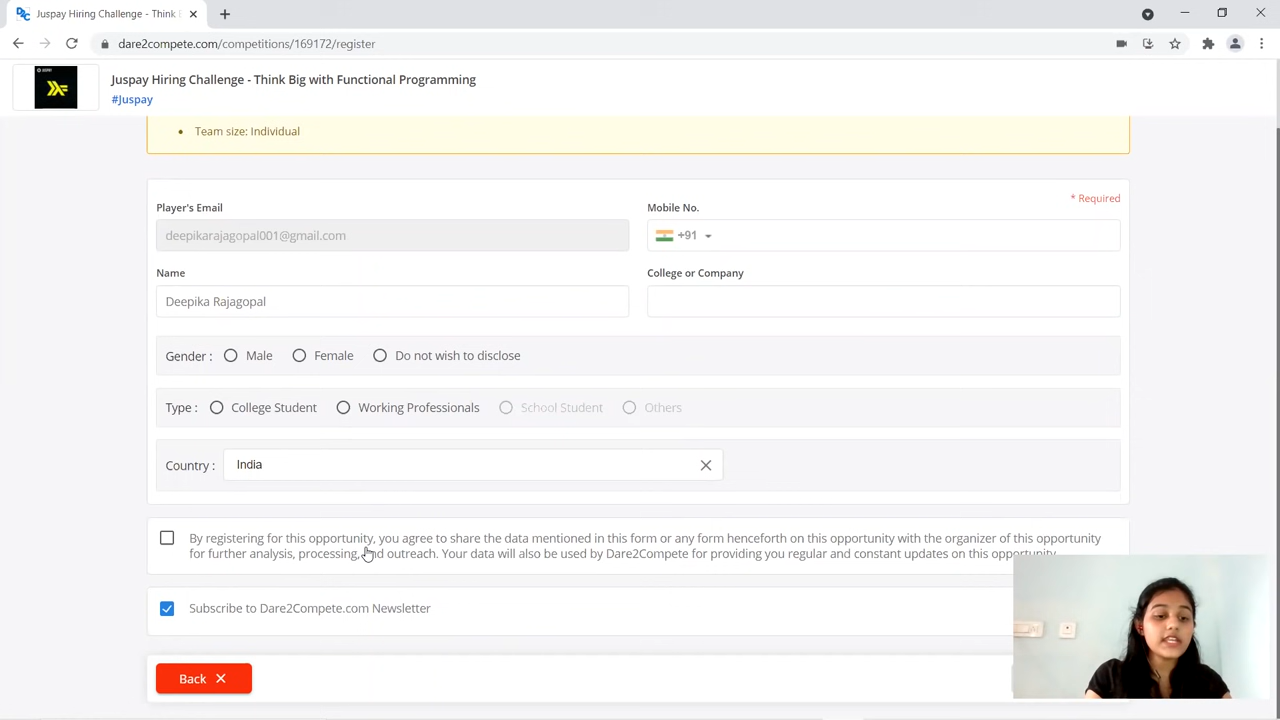 Juspay Hiring Challenge - Think
dare2compete.com/competitions/169172/register
Juspay Hiring Challenge - Think Big with Functional Programming
#Juspay
Team size: Individual
* Required
Player's Email
Mobile No.
deepikarajagopal001@gmail.com
+91
Name
College or Company
Deepika Rajagopal
Gender :
Male
Female
Do not wish to disclose
Type :
College Student
Working Professionals
School Student
Others
Country :
India
By registering for this opportunity, you agree to share the data mentioned in this form or any form henceforth on this opportunity with the organizer of this opportunity
for further analysis, processing, and outreach. Your data will also be used by Dare2Compete for providing you regular and constant updates on this opportunity.
Subscribe to Dare2Compete.com Newsletter
Back